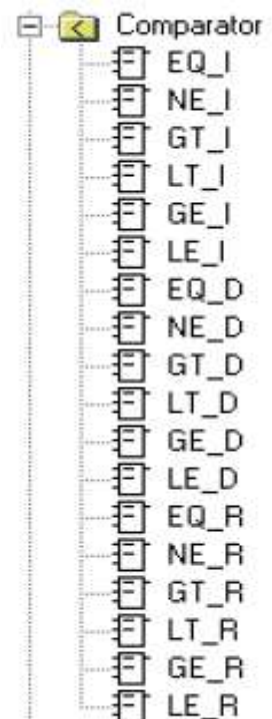 Comparator
EQ_I
NE_I
GT_I
LT_I
GE_I
LE_I
EQ_D
NE_D
GT_D
LT_D
GE_D
LE_D
EQ_R
NE_R
GT_R
LT_R
GE_R
LE_R